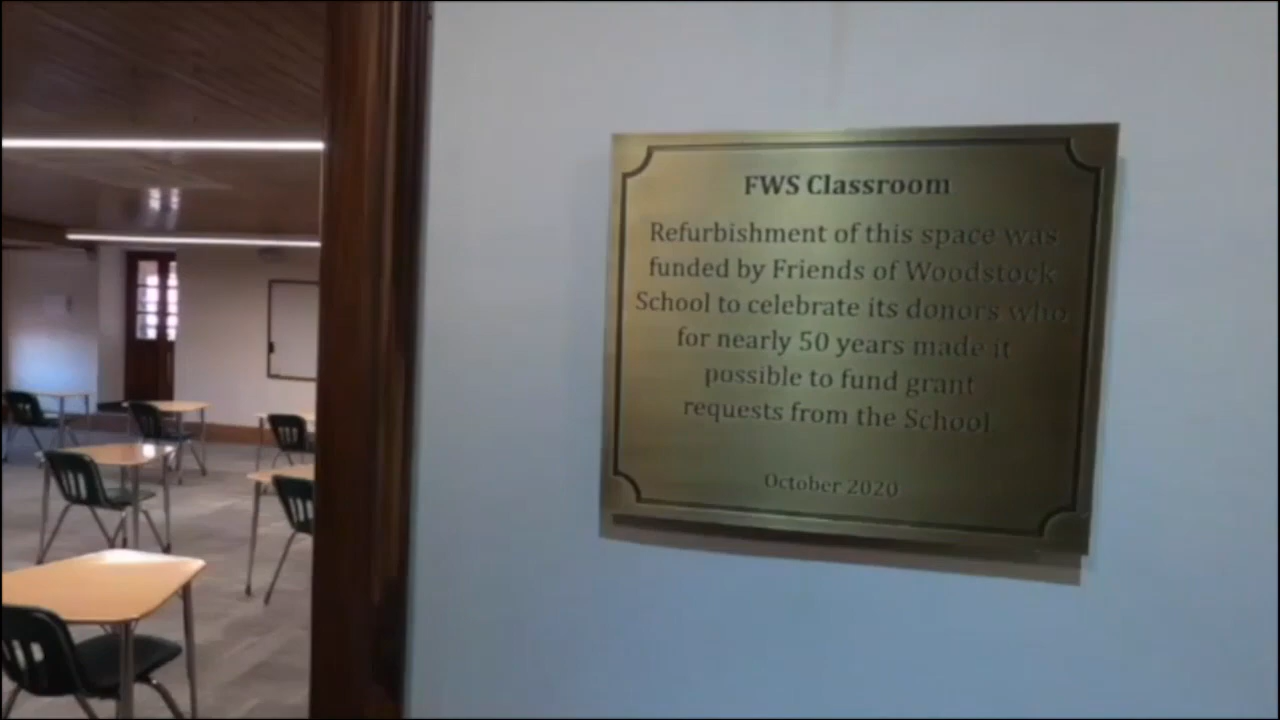 FWS Classroom
Refurbishment of this space was
funded by Friends of Woodstock
School to celebrate its donors who
for nearly 50 years made it
possible to fund grant
requests from the School
October 2020